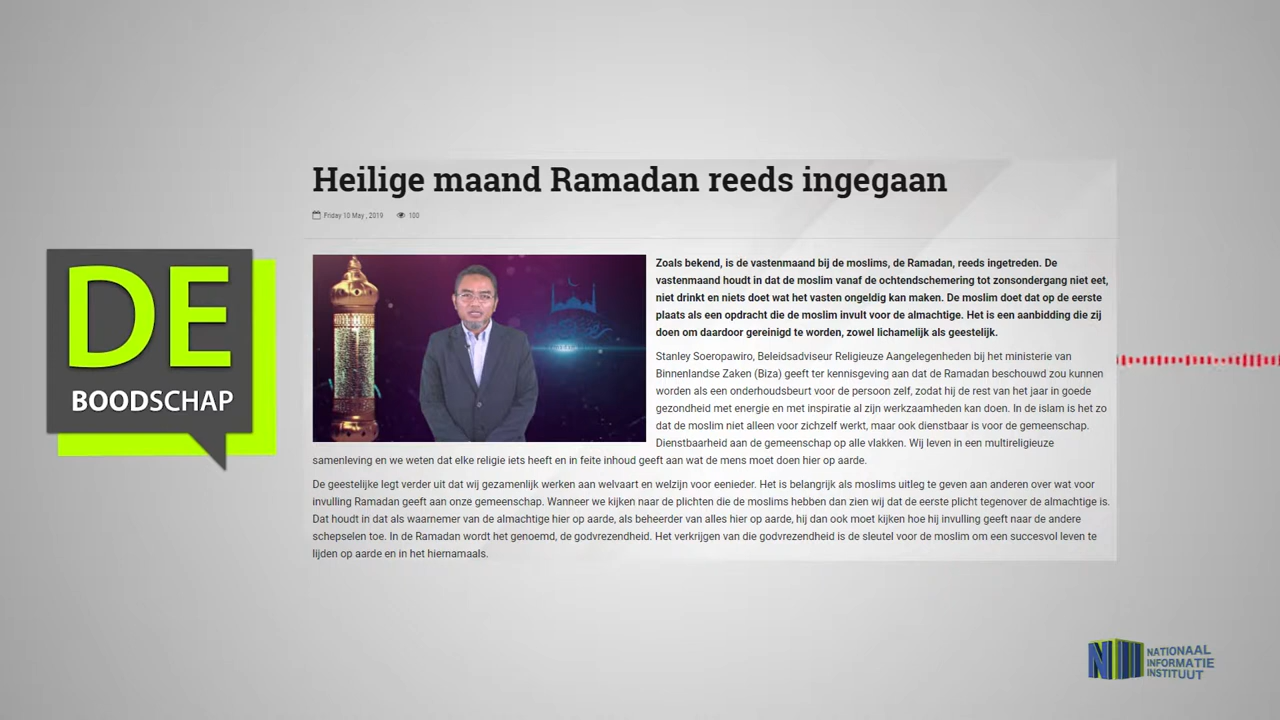 DE
BOODSCHAP
Heilige maand Ramadan reeds ingegaan
Friday 10 May , 2019 100
Zoals bekend, is de vastenmaand bij de moslims, de Ramadan, reeds ingetreden. De
vastenmaand houdt in dat de moslim vanaf de ochtendschemering tot zonsondergang niet eet,
niet drinkt en niets doet wat het vasten ongeldig kan maken. De moslim doet dat op de eerste
plaats als een opdracht die de moslim invult voor de almachtige. Het is een aanbidding die zij
doen om daardoor gereinigd te worden, zowel lichamelijk als geestelijk.
Stanley Soeropawiro, Beleidsadviseur Religieuze Aangelegenheden bij het ministerie van
Binnenlandse Zaken (Biza) geeft ter kennisgeving aan dat de Ramadan beschouwd zou kunnen
worden als een onderhoudsbeurt voor de persoon zelf, zodat hij de rest van het jaar in goede
gezondheid met energie en met inspiratie al zijn werkzaamheden kan doen. In de islam is het zo
dat de moslim niet alleen voor zichzelf werkt, maar ook dienstbaar is voor de gemeenschap.
Dienstbaarheid aan de gemeenschap op alle vlakken. Wij leven in een multireligieuze
samenleving en we weten dat elke religie iets heeft en in feite inhoud geeft aan wat de mens moet doen hier op aarde.
De geestelijke legt verder uit dat wij gezamenlijk werken aan welvaart en welzijn voor eenieder. Het is belangrijk als moslims uitleg te geven aan anderen over wat voor
invulling Ramadan geeft aan onze gemeenschap. Wanneer we kijken naar de plichten die de moslims hebben dan zien wij dat de eerste plicht tegenover de almachtige is.
Dat houdt in dat als waarnemer van de almachtige hier op aarde, als beheerder van alles hier op aarde, hij dan ook moet kijken hoe hij invulling geeft naar de andere
schepselen toe. In de Ramadan wordt het genoemd, de godvrezendheid. Het verkrijgen van die godvrezendheid is de sleutel voor de moslim om een succesvol leven te
lijden op aarde en in het hiernamaals.
NII
NATIONAAL
INFORMATIE
INSTITUUT